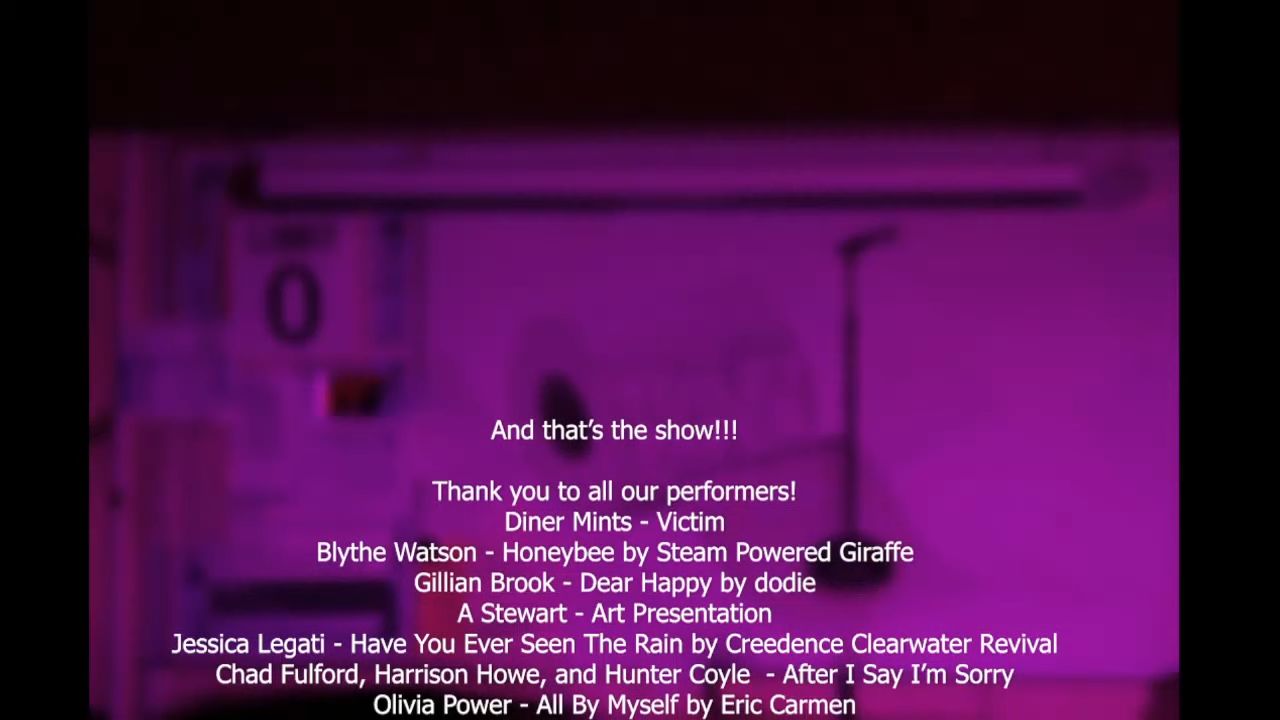 0
And that’s the show!!!
Thank you to all our performers!
Diner Mints - Victim
Blythe Watson - Honeybee by Steam Powered Giraffe
Gillian Brook - Dear Happy by dodie
A Stewart - Art Presentation
Jessica Legati - Have You Ever Seen The Rain by Creedence Clearwater Revival
Chad Fulford, Harrison Howe, and Hunter Coyle  - After I Say I’m Sorry
Olivia Power - All By Myself by Eric Carmen